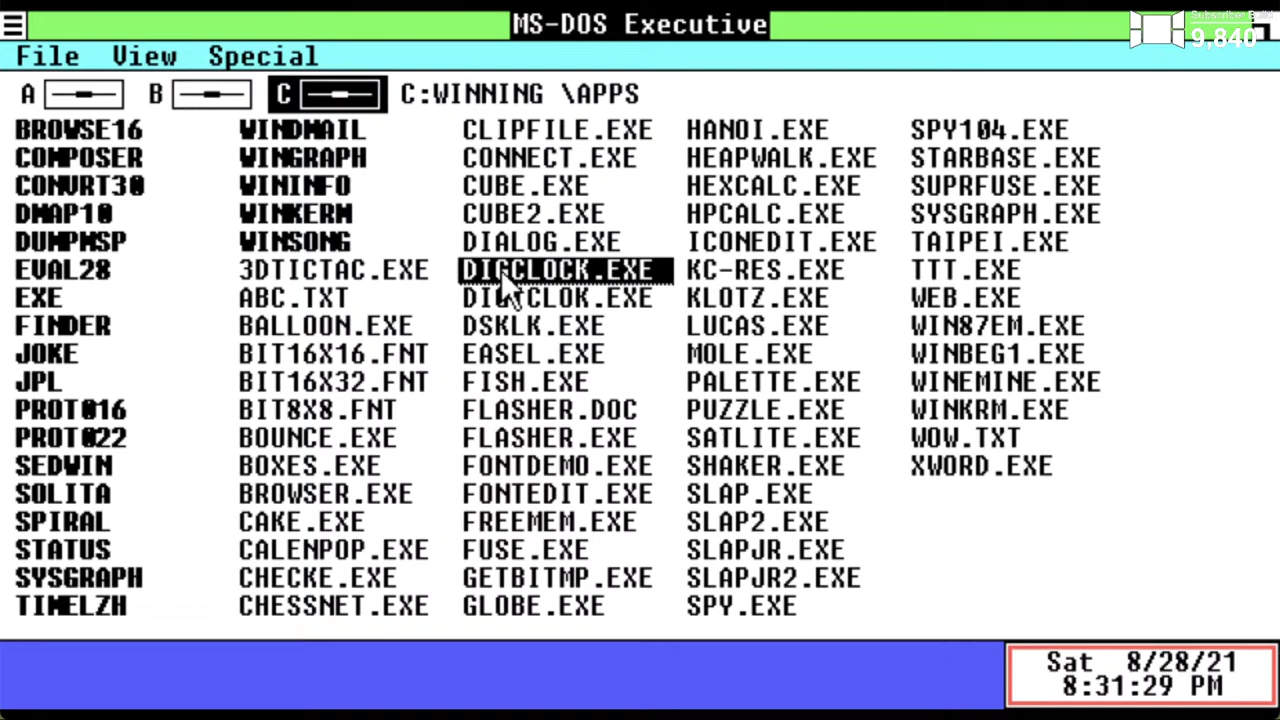 MS-DOS Executive
Subscriber Build
9,840
File View Special
A B C C:WINNING \APPS
BROWSE16 WINDMAIL CLIPFILE.EXE HANOI.EXE SPY104.EXE
COMPOSER WINGRAPH CONNECT.EXE HEAPWALK.EXE STARBASE.EXE
CONVRT30 WININFO CUBE.EXE HEXCALC.EXE SUPRFUSE.EXE
DMAP10 WINKERM CUBE2.EXE HPCALC.EXE SYSGRAPH.EXE
DUMPMSP WINSONG DIALOG.EXE ICONEDIT.EXE TAIPEI.EXE
EVAL28 3DTICTAC.EXE DIGCLOCK.EXE KC-RES.EXE TTT.EXE
EXE ABC.TXT DIGTCLOK.EXE KLOTZ.EXE WEB.EXE
FINDER BALLOON.EXE DSKLK.EXE LUCAS.EXE WIN87EM.EXE
JOKE BIT16X16.FNT EASEL.EXE MOLE.EXE WINBEG1.EXE
JPL BIT16X32.FNT FISH.EXE PALETTE.EXE WINEMINE.EXE
PROTO16 BIT8X8.FNT FLASHER.DOC PUZZLE.EXE WINKRM.EXE
PROTO22 BOUNCE.EXE FLASHER.EXE SATLITE.EXE WOW.TXT
SEDWIN BOXES.EXE FONTDEMO.EXE SHAKER.EXE XWORD.EXE
SOLITA BROWSER.EXE FONTEDIT.EXE SLAP.EXE
SPIRAL CAKE.EXE FREEMEM.EXE SLAP2.EXE
STATUS CALENPOP.EXE FUSE.EXE SLAPJR.EXE
SYSGRAPH CHECKE.EXE GETBITMP.EXE SLAPJR2.EXE
TIMELZH CHESSNET.EXE GLOBE.EXE SPY.EXE
Sat 8/28/21
8:31:29 PM